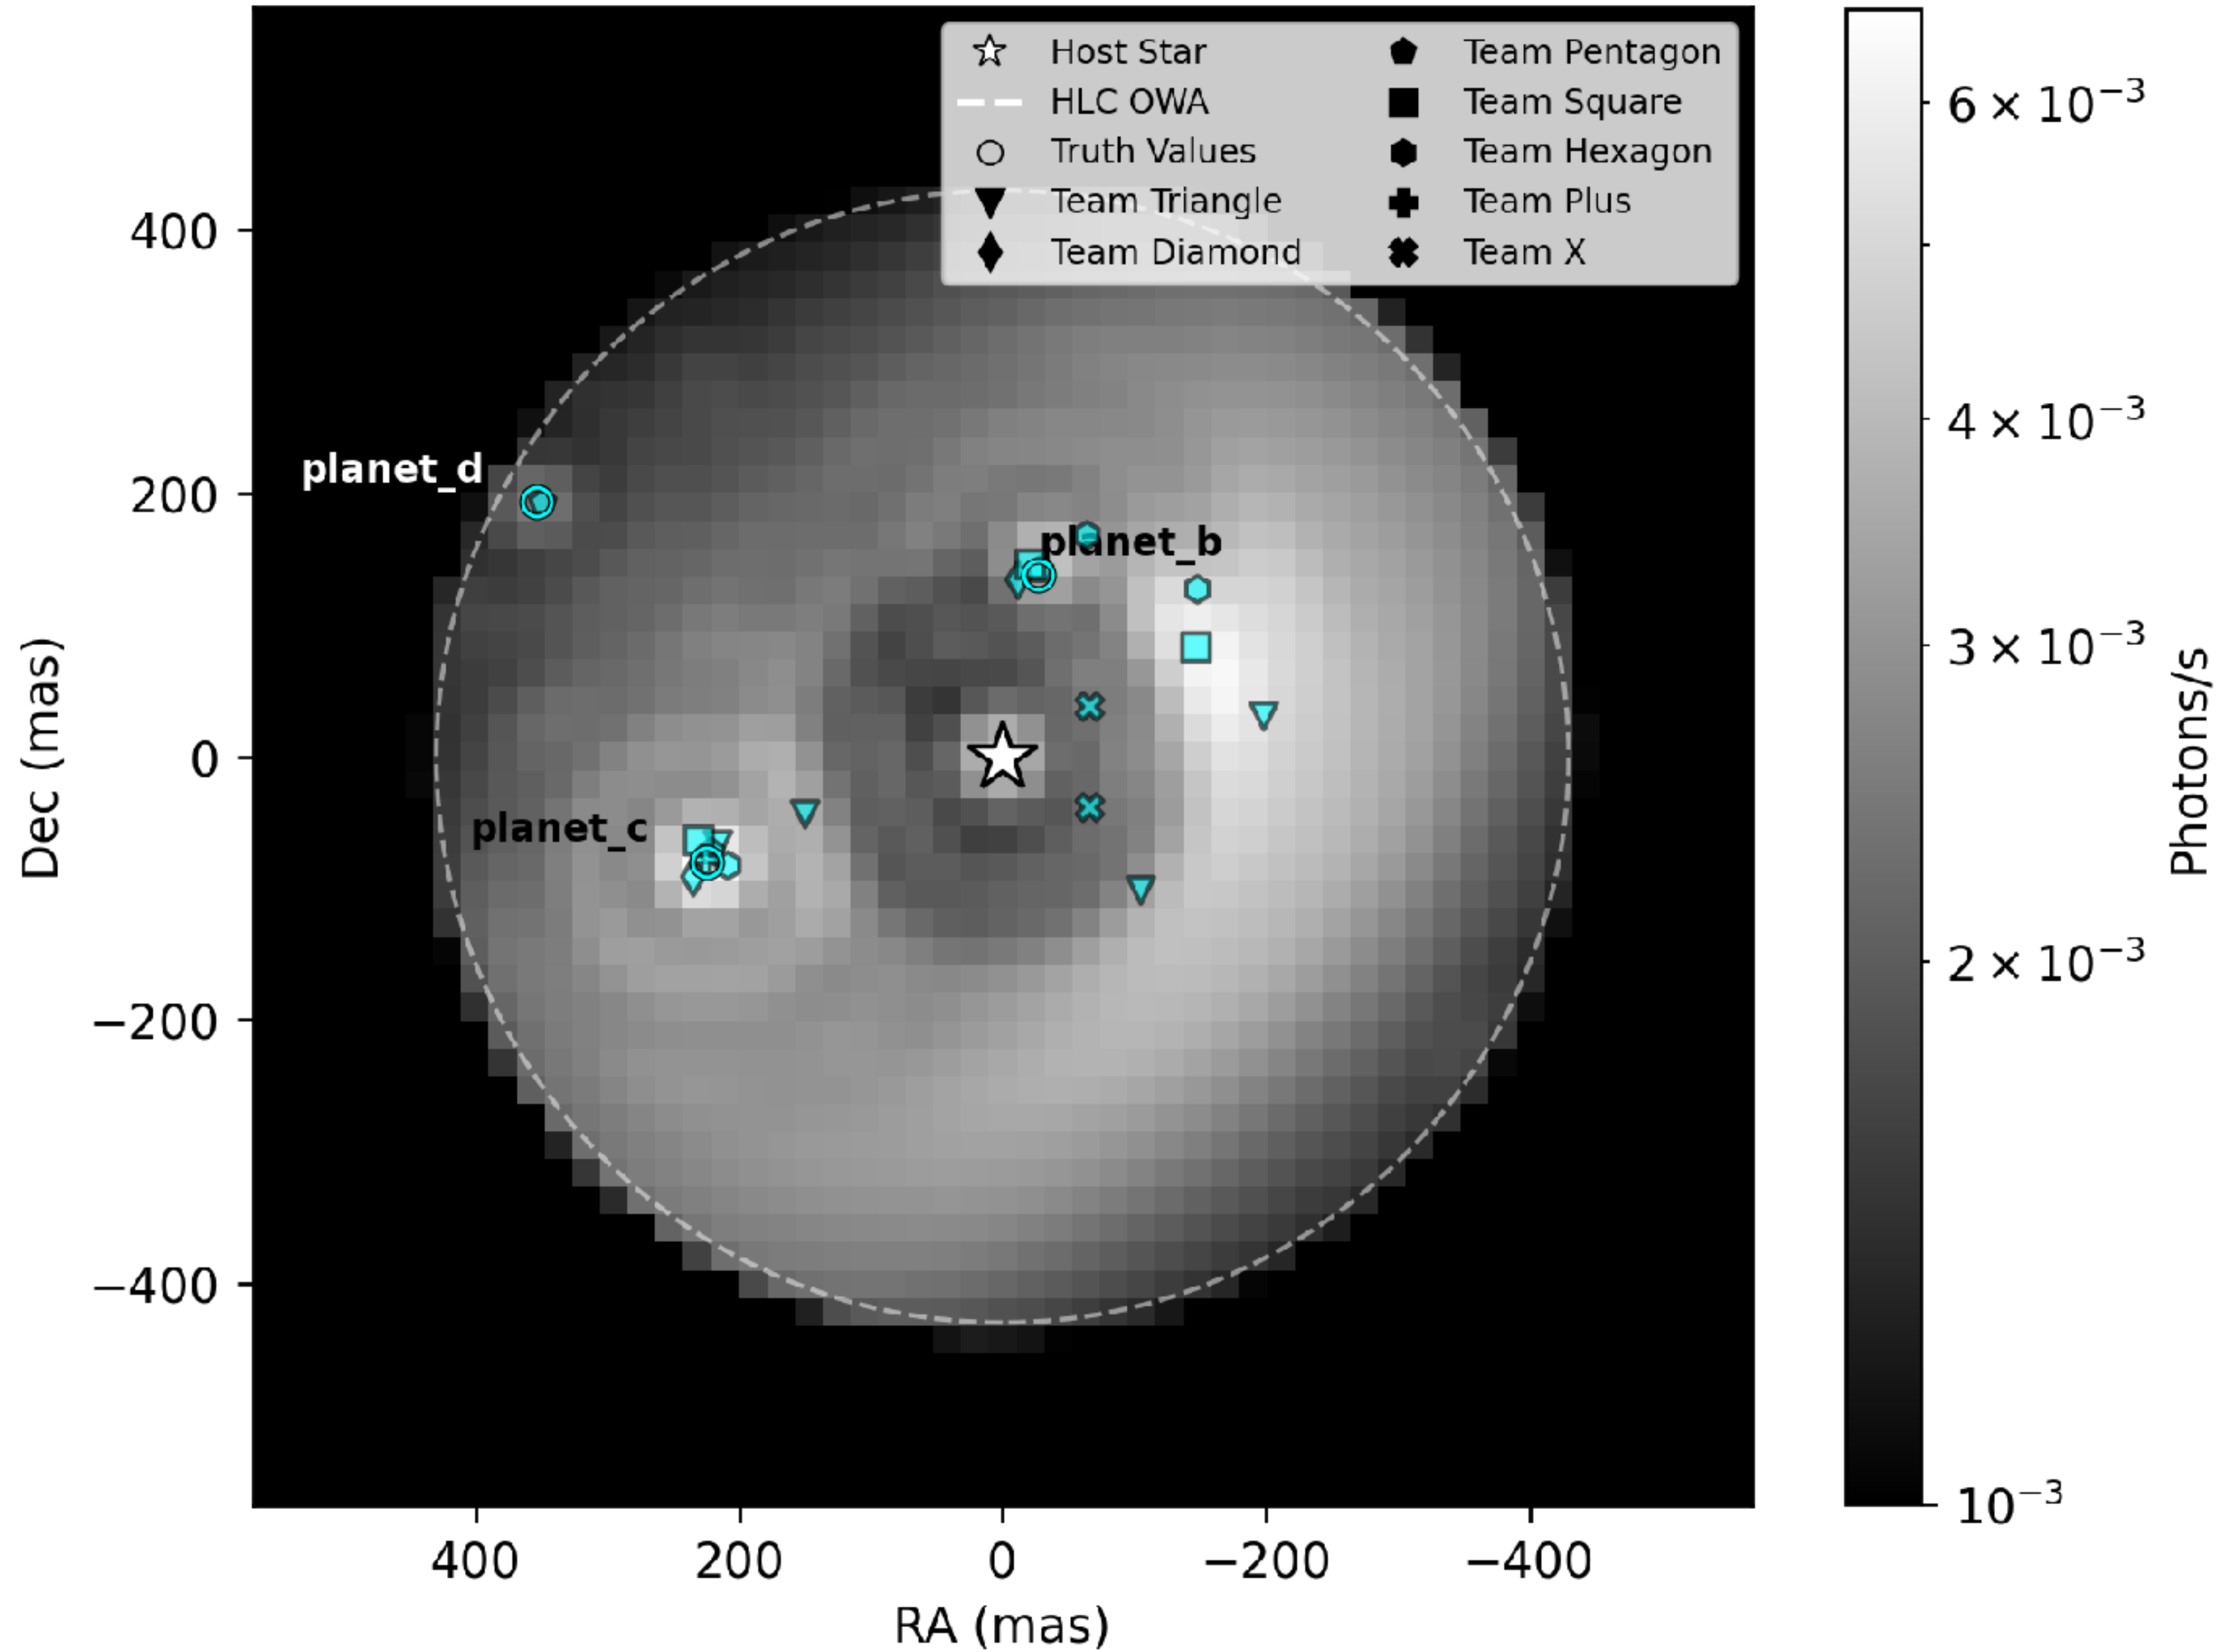 Host Star
HLC OWA
Truth Values
Team Triangle
Team Diamond
Team Pentagon
Team Square
Team Hexagon
Team Plus
Team X
planet_d
planet_b
planet_c
Dec (mas)
400
200
0
−200
−400
400
200
0
−200
−400
RA (mas)
6 × 10⁻³
4 × 10⁻³
3 × 10⁻³
2 × 10⁻³
10⁻³
Photons/s